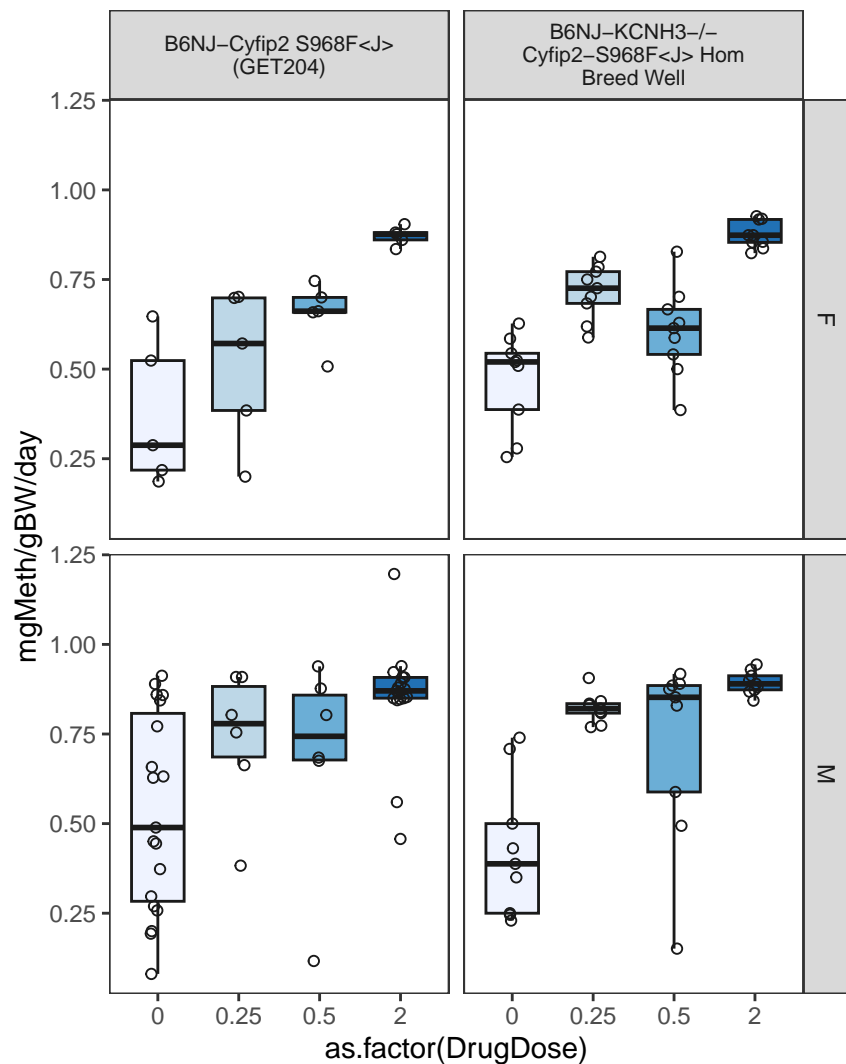 B6NJ−Cyfip2 S968F<J>
(GET204)
B6NJ−KCNH3−/−
Cyfip2−S968F<J> Hom
Breed Well
1.25
1.00
0.75
0.50
0.25
F
1.25
1.00
0.75
0.50
0.25
M
mgMeth/gBW/day
0
0.25
0.5
2
0
0.25
0.5
2
as.factor(DrugDose)